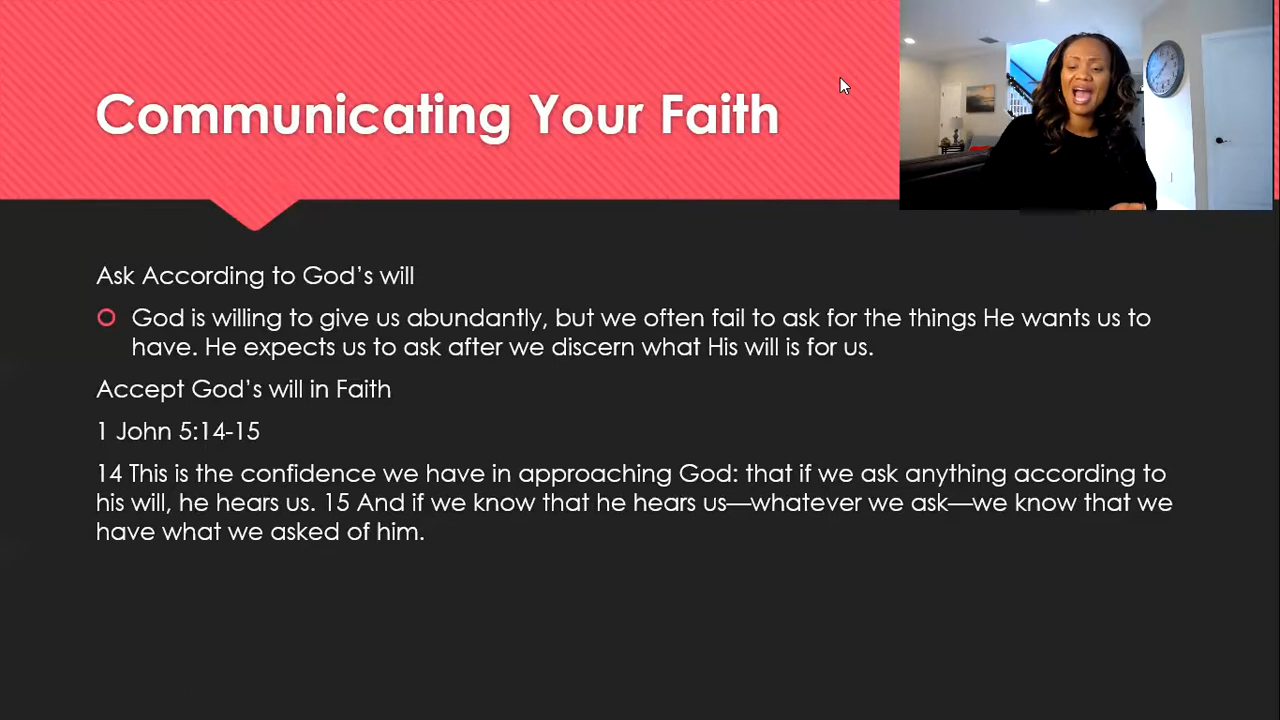 Communicating Your Faith
Ask According to God’s will
God is willing to give us abundantly, but we often fail to ask for the things He wants us to
have. He expects us to ask after we discern what His will is for us.
Accept God’s will in Faith
1 John 5:14-15
14 This is the confidence we have in approaching God: that if we ask anything according to
his will, he hears us. 15 And if we know that he hears us—whatever we ask—we know that we
have what we asked of him.